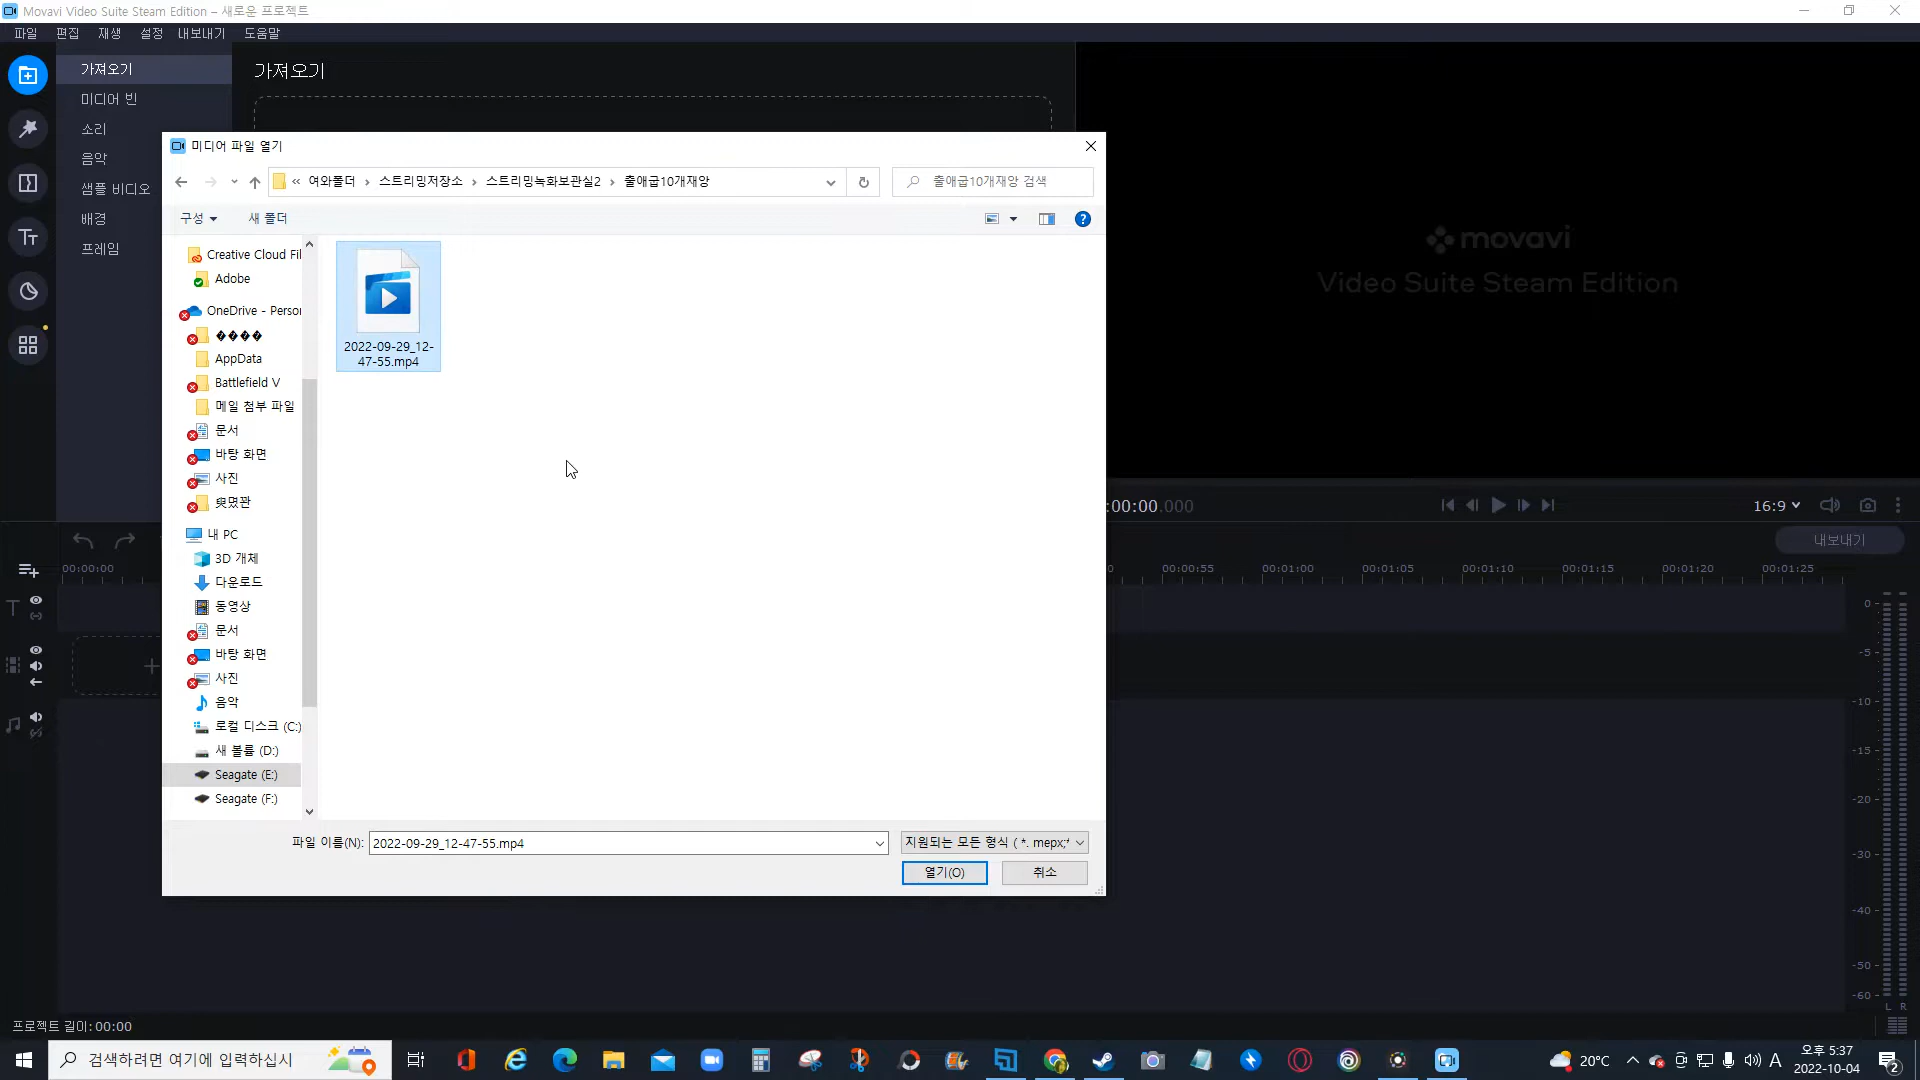 Movavi Video Suite Steam Edition – 새로운 프로젝트
파일 편집 재생 설정 내보내기 도움말
가져오기
미디어 빈
소리
음악
샘플 비디오
배경
프레임
가져오기
미디어 파일 열기
« 여와폴더 › 스트리밍저장소 › 스트리밍녹화보관실2 › 출애굽10개재앙
출애굽10개재앙 검색
구성 새 폴더
Creative Cloud Fil
Adobe
OneDrive - Person
����
AppData
Battlefield V
메일 첨부 파일
문서
바탕 화면
사진
내 PC
3D 개체
다운로드
동영상
문서
바탕 화면
사진
음악
로컬 디스크 (C:)
새 볼륨 (D:)
Seagate (E:)
Seagate (F:)
2022-09-29_12-
47-55.mp4
파일 이름(N): 2022-09-29_12-47-55.mp4
지원되는 모든 형식 ( *. mepx;*
열기(O) 취소
movavi
Video Suite Steam Edition
:00:00.000
16:9
내보내기
00:00:00
0 00:00:55 00:01:00 00:01:05 00:01:10 00:01:15 00:01:20 00:01:25
0
-5
-10
-15
-20
-30
-40
-50
-60
L R
프로젝트 길이: 00:00
검색하려면 여기에 입력하십시
20°C
A
오후 5:37
2022-10-04
2